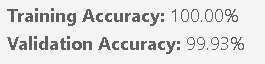 Training Accuracy: 100.00%
Validation Accuracy: 99.93%